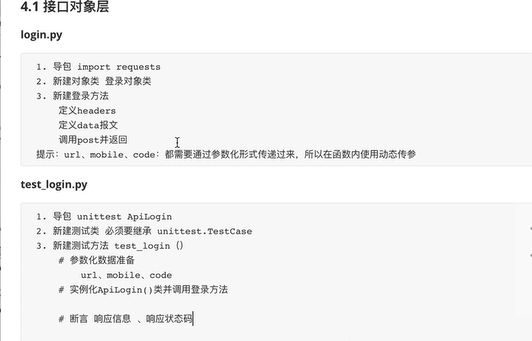 4.1 接口对象层
login.py
1. 导包 import requests
2. 新建对象类 登录对象类
3. 新建登录方法
定义headers
定义data报文
调用post并返回
提示：url、mobile、code：都需要通过参数化形式传递过来，所以在函数内使用动态传参
test_login.py
1. 导包 unittest ApiLogin
2. 新建测试类 必须要继承 unittest.TestCase
3. 新建测试方法 test_login（）
# 参数化数据准备
url、mobile、code
# 实例化ApiLogin()类并调用登录方法
# 断言 响应信息 、响应状态码